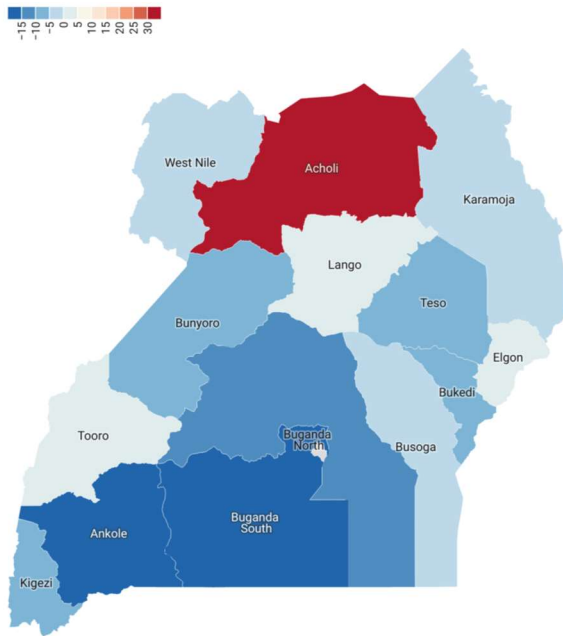 -15
-10
-5
0
5
10
15
20
25
30
West Nile
Acholi
Karamoja
Lango
Teso
Bunyoro
Elgon
Bukedi
Tooro
Buganda
North
Busoga
Buganda
South
Ankole
Kigezi